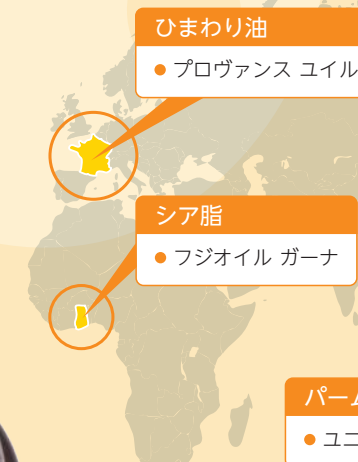 ひまわり油
● プロヴァンス ユイル
シア脂
● フジオイル ガーナ
パーム
● ユニ